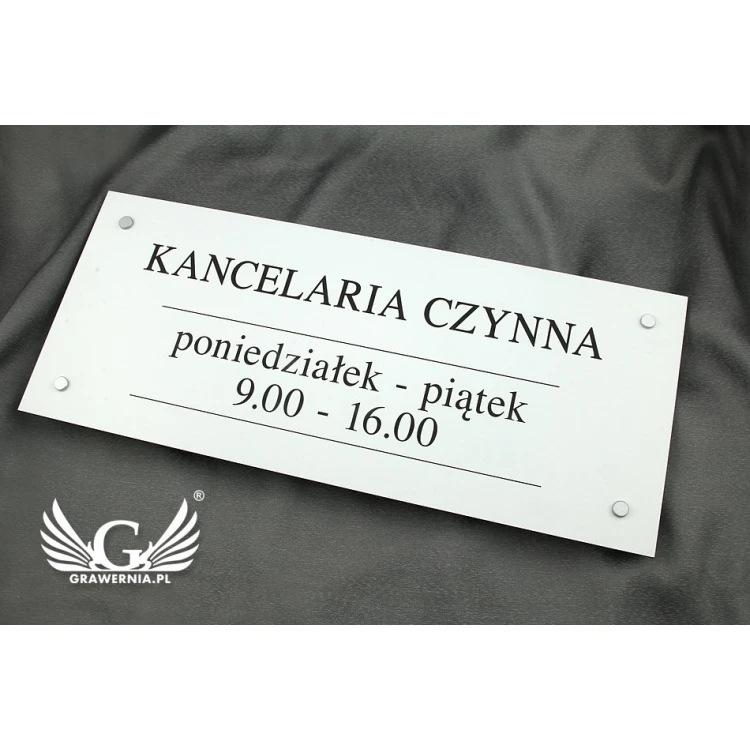 KANCELARIA CZYNNA
poniedziałek - piątek
9.00 - 16.00
G
®
GRAWERNIA.PL